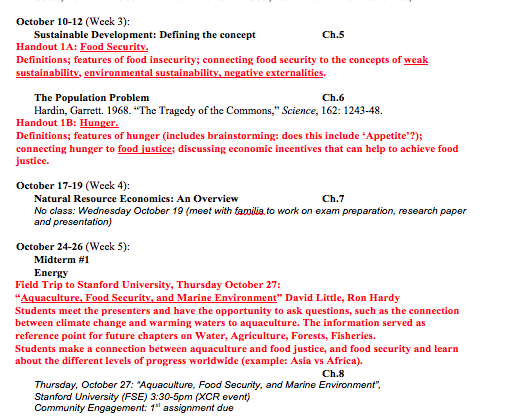 October 10-12 (Week 3):
Sustainable Development: Defining the concept Ch.5
Handout 1A: Food Security.
Definitions; features of food insecurity; connecting food security to the concepts of weak
sustainability, environmental sustainability, negative externalities.
The Population Problem Ch.6
Hardin, Garrett. 1968. “The Tragedy of the Commons,” Science, 162: 1243-48.
Handout 1B: Hunger.
Definitions; features of hunger (includes brainstorming: does this include ‘Appetite’?);
connecting hunger to food justice; discussing economic incentives that can help to achieve food
justice.
October 17-19 (Week 4):
Natural Resource Economics: An Overview Ch.7
No class: Wednesday October 19 (meet with familia to work on exam preparation, research paper
and presentation)
October 24-26 (Week 5):
Midterm #1
Energy
Field Trip to Stanford University, Thursday October 27:
“Aquaculture, Food Security, and Marine Environment” David Little, Ron Hardy
Students meet the presenters and have the opportunity to ask questions, such as the connection
between climate change and warming waters to aquaculture. The information served as
reference point for future chapters on Water, Agriculture, Forests, Fisheries.
Students make a connection between aquaculture and food justice, and food security and learn
about the different levels of progress worldwide (example: Asia vs Africa).
Ch.8
Thursday, October 27: "Aquaculture, Food Security, and Marine Environment",
Stanford University (FSE) 3:30-5pm (XCR event)
Community Engagement: 1st assignment due